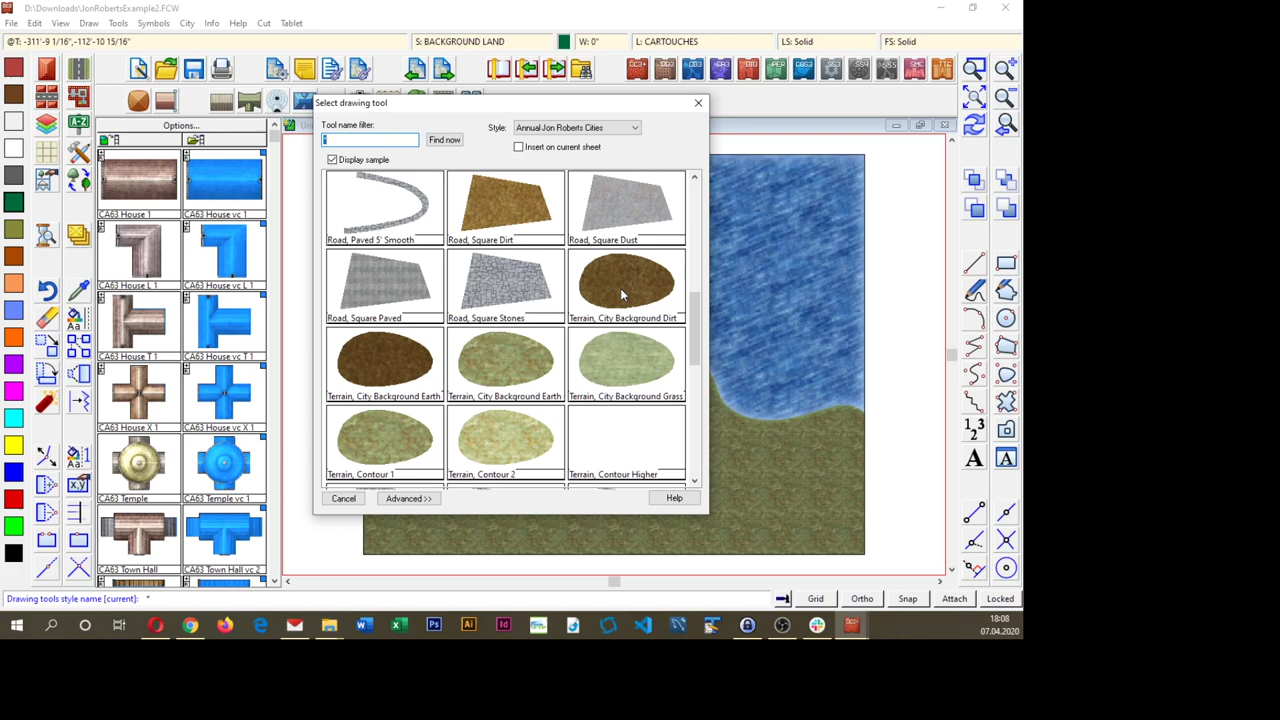 D:\Downloads\JonRobertsExample2.FCW
File Edit View Draw Tools Symbols City Info Help Cut Tablet
@T: -311'-9 1/16",-112'-10 15/16"
S: BACKGROUND LAND
W: 0"
L: CARTOUCHES
LS: Solid
FS: Solid
Options...
CA63 House 1
CA63 House vc 1
CA63 House L 1
CA63 House vc L 1
CA63 House T 1
CA63 House vc T 1
CA63 House X 1
CA63 House vc X 1
CA63 Temple
CA63 Temple vc 1
CA63 Town Hall
CA63 Town Hall vc 2
Select drawing tool
Tool name filter:
*
Find now
Style:
Annual Jon Roberts Cities
Insert on current sheet
Display sample
Road, Paved 5' Smooth
Road, Square Dirt
Road, Square Dust
Road, Square Paved
Road, Square Stones
Terrain, City Background Dirt
Terrain, City Background Earth
Terrain, City Background Earth
Terrain, City Background Grass
Terrain, Contour 1
Terrain, Contour 2
Terrain, Contour Higher
Cancel
Advanced >>
Help
Drawing tools style name [current]: *
Grid
Ortho
Snap
Attach
Locked
18:08
07.04.2020